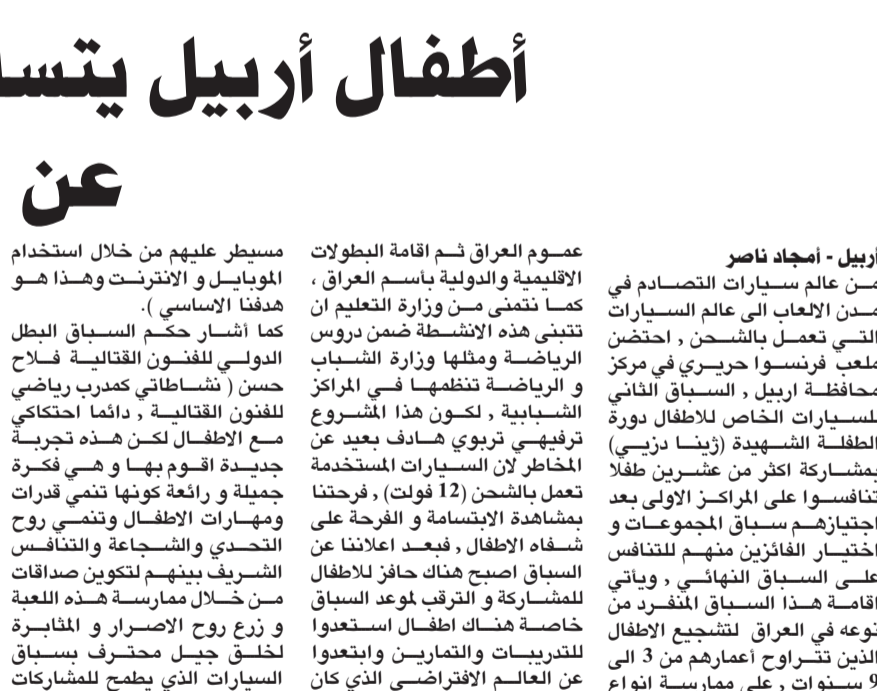 أطفال أربيل
عن
أربيل - أمجاد ناصر
من عالم سيارات التصادم في
مدن الالعاب الى عالم السيارات
التي تعمل بالشحن , احتضن
ملعب فرنسوا حريري في مركز
محافظة اربيل , السباق الثاني
للسيارات الخاص للاطفال دورة
الطفلة الشهيدة (ژينا دزيي)
بمشاركة اكثر من عشرين طفلا
تنافسوا على المراكز الاولى بعد
اجتيازهم سباق المجموعات و
اختيار الفائزين منهم للتنافس
على السباق النهائي , ويأتي
اقامة هذا السباق المنفرد من
نوعه في العراق لتشجيع الاطفال
الذين تتراوح أعمارهم من 3 الى
9 سنوات , على ممارسة انواع
عموم العراق ثم اقامة البطولات
الاقليمية والدولية بأسم العراق ،
كما نتمنى من وزارة التعليم ان
تتبنى هذه الانشطة ضمن دروس
الرياضة ومثلها وزارة الشباب
و الرياضة تنظمها في المراكز
الشبابية , لكون هذا المشروع
ترفيهي تربوي هادف بعيد عن
المخاطر لان السيارات المستخدمة
تعمل بالشحن (12 فولت) , فرحتنا
بمشاهدة الابتسامة و الفرحة على
شفاه الاطفال , فبعد اعلاننا عن
السباق اصبح هناك حافز للاطفال
للمشاركة و الترقب لموعد السباق
خاصة هناك اطفال استعدوا
للتدريبات والتمارين وابتعدوا
عن العالم الافتراضي الذي كان
مسيطر عليهم من خلال استخدام
الموبايل و الانترنت وهذا هو
هدفنا الاساسي ).
كما أشار حكم السباق البطل
الدولي للفنون القتالية فلاح
حسن ( نشاطاتي كمدرب رياضي
للفنون القتالية , دائما احتكاكي
مع الاطفال لكن هذه تجربة
جديدة اقوم بها و هي فكرة
جميلة و رائعة كونها تنمي قدرات
ومهارات الاطفال وتنمي روح
التحدي والشجاعة والتنافس
الشريف بينهم لتكوين صداقات
من خلال ممارسة هذه اللعبة
و زرع روح الاصرار و المثابرة
لخلق جيل محترف بسباق
السيارات الذي يطمح للمشاركات